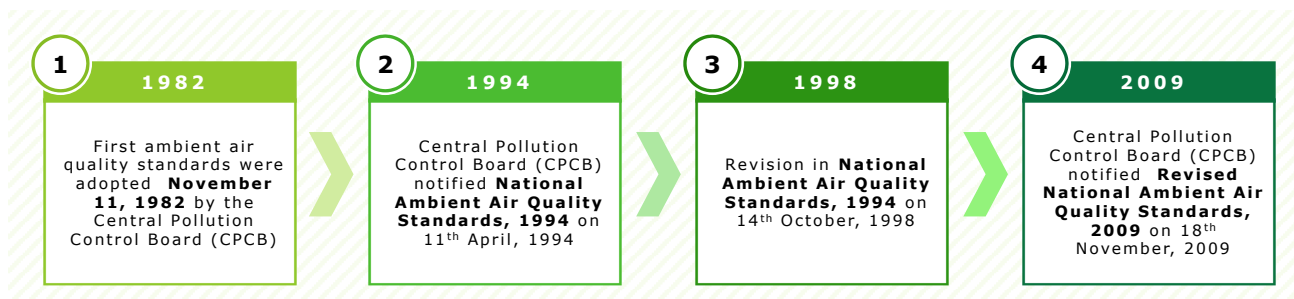 1
1982
First ambient air
quality standards were
adopted November
11, 1982 by the
Central Pollution
Control Board (CPCB)
2
1994
Central Pollution
Control Board (CPCB)
notified National
Ambient Air Quality
Standards, 1994 on
11th April, 1994
3
1998
Revision in National
Ambient Air Quality
Standards, 1994 on
14th October, 1998
4
2009
Central Pollution
Control Board (CPCB)
notified Revised
National Ambient Air
Quality Standards,
2009 on 18th
November, 2009